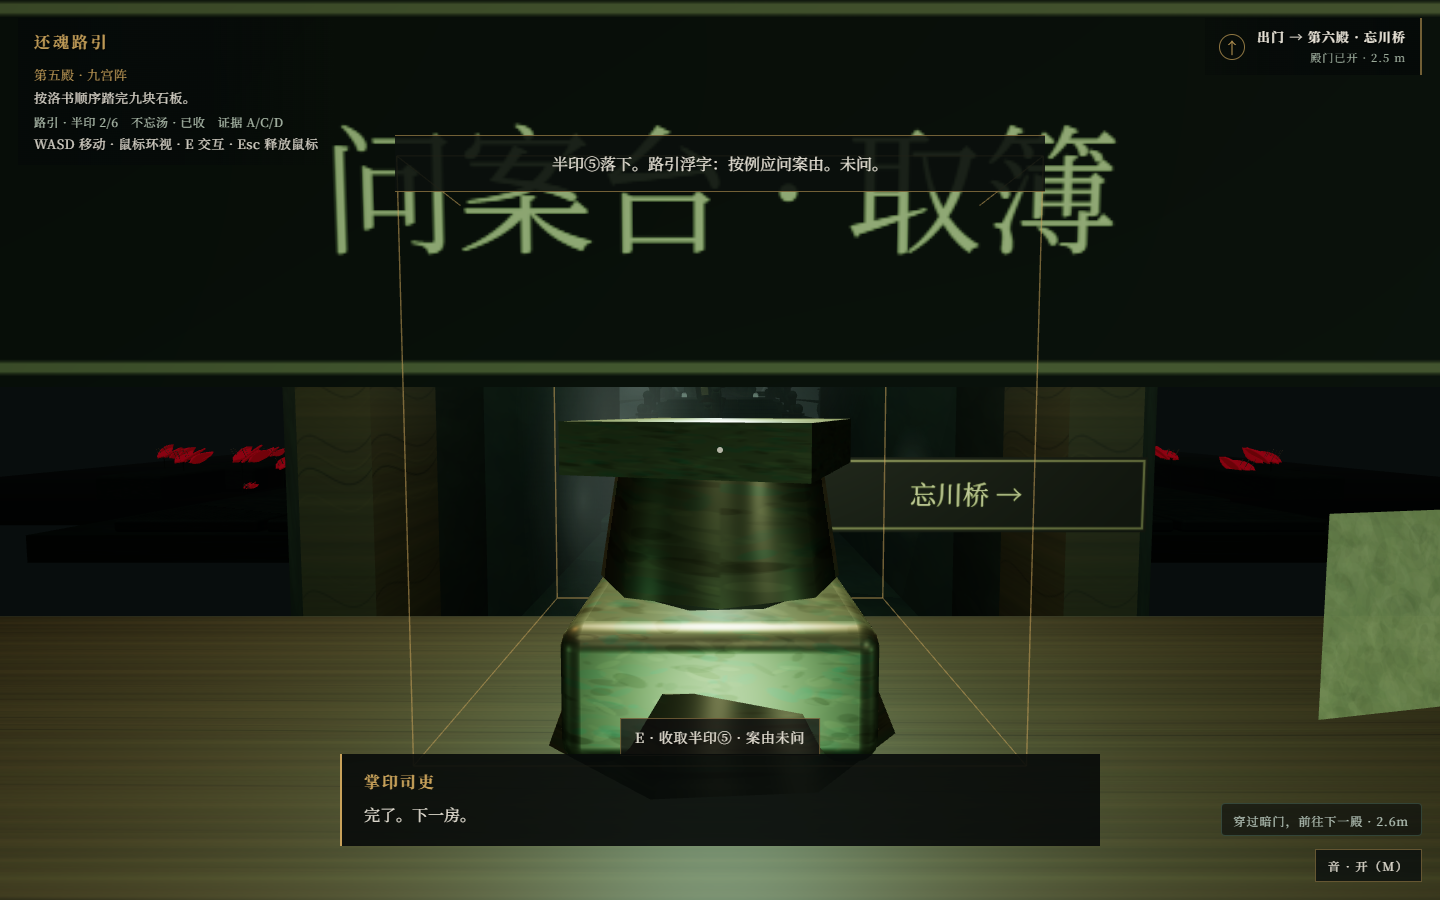 还魂路引
第五殿 · 九宫阵
按洛书顺序踏完九块石板。
路引 · 半印 2/6 不忘汤 · 已收 证据 A/C/D
WASD 移动 · 鼠标环视 · E 交互 · Esc 释放鼠标
出门 → 第六殿 · 忘川桥
殿门已开 · 2.5 m
半印⑤落下。路引浮字：按例应问案由。未问。
问案台 · 取簿
忘川桥 →
E · 收取半印⑤ · 案由未问
掌印司吏
完了。下一房。
穿过暗门，前往下一殿 · 2.6m
音 · 开（M）